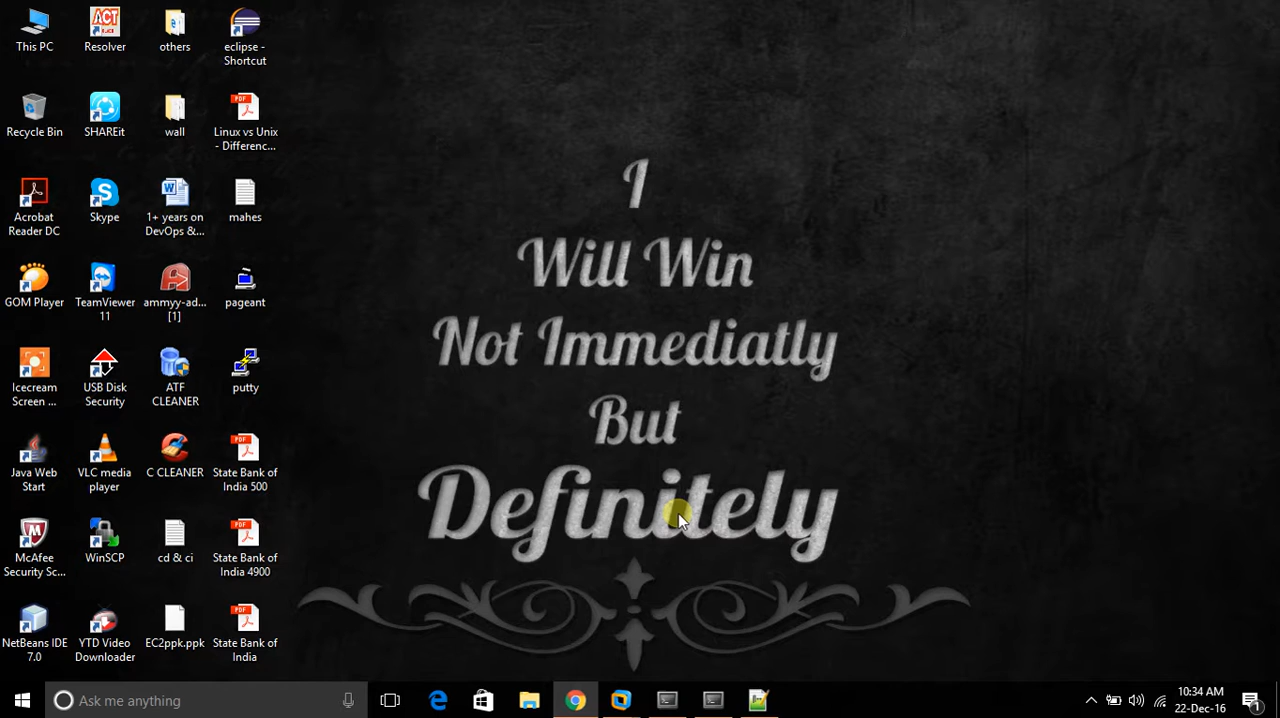 This PC
Resolver
others
eclipse -
Shortcut
Recycle Bin
SHAREit
wall
Linux vs Unix
- Differenc...
Acrobat
Reader DC
Skype
1+ years on
DevOps &...
mahes
GOM Player
TeamViewer
11
ammyy-ad...
[1]
pageant
Icecream
Screen ...
USB Disk
Security
ATF
CLEANER
putty
Java Web
Start
VLC media
player
C CLEANER
State Bank of
India 500
McAfee
Security Sc...
WinSCP
cd & ci
State Bank of
India 4900
NetBeans IDE
7.0
YTD Video
Downloader
EC2ppk.ppk
State Bank of
India
I
Will Win
Not Immediatly
But
Definitely
Ask me anything
10:34 AM
22-Dec-16
1